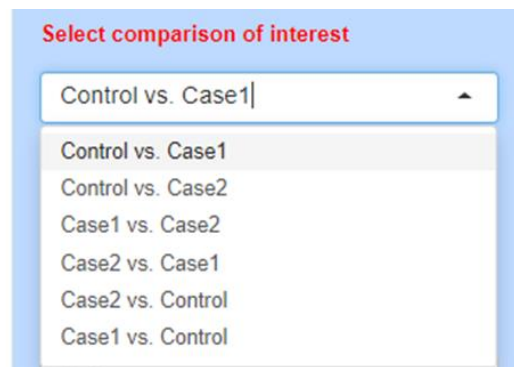 Select comparison of interest
Control vs. Case1
Control vs. Case1
Control vs. Case2
Case1 vs. Case2
Case2 vs. Case1
Case2 vs. Control
Case1 vs. Control